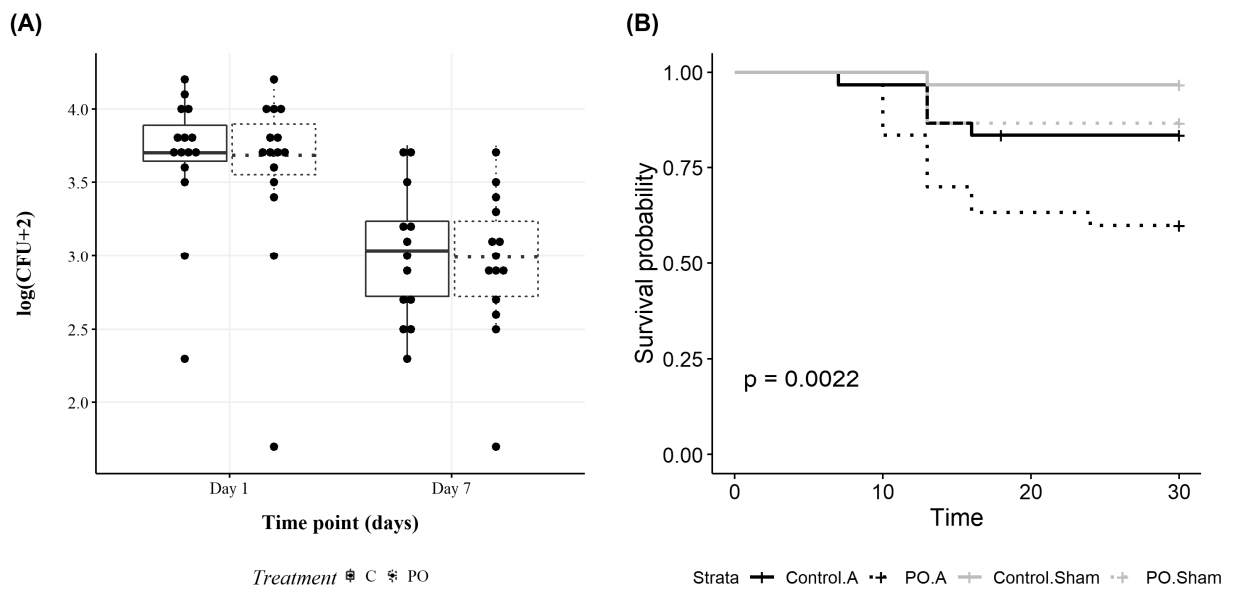 (A)
log(CFU+2)
4.0
3.5
3.0
2.5
2.0
Day 1
Day 7
Time point (days)
Treatment C PO
(B)
Survival probability
1.00
0.75
0.50
0.25
0.00
p = 0.0022
0
10
20
30
Time
Strata Control.A PO.A Control.Sham PO.Sham